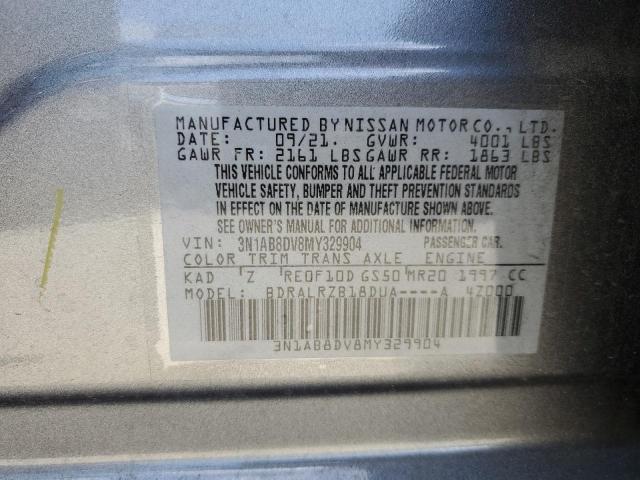 MANUFACTURED BY NISSAN MOTOR CO., LTD.
DATE: 09/21. GVWR: 4001 LBS
GAWR FR: 2161 LBS GAWR RR: 1863 LBS
THIS VEHICLE CONFORMS TO ALL APPLICABLE FEDERAL MOTOR
VEHICLE SAFETY, BUMPER AND THEFT PREVENTION STANDARDS
IN EFFECT ON THE DATE OF MANUFACTURE SHOWN ABOVE.
SEE OWNER'S MANUAL FOR ADDITIONAL INFORMATION
VIN: 3N1AB8DV8MY329904 PASSENGER CAR.
COLOR TRIM TRANS AXLE ENGINE
KAD Z RE0F10D GS50 MR20 1997 CC
MODEL: BDRALRZB18DUA----A 4Z000
3N1AB8DV8MY329904